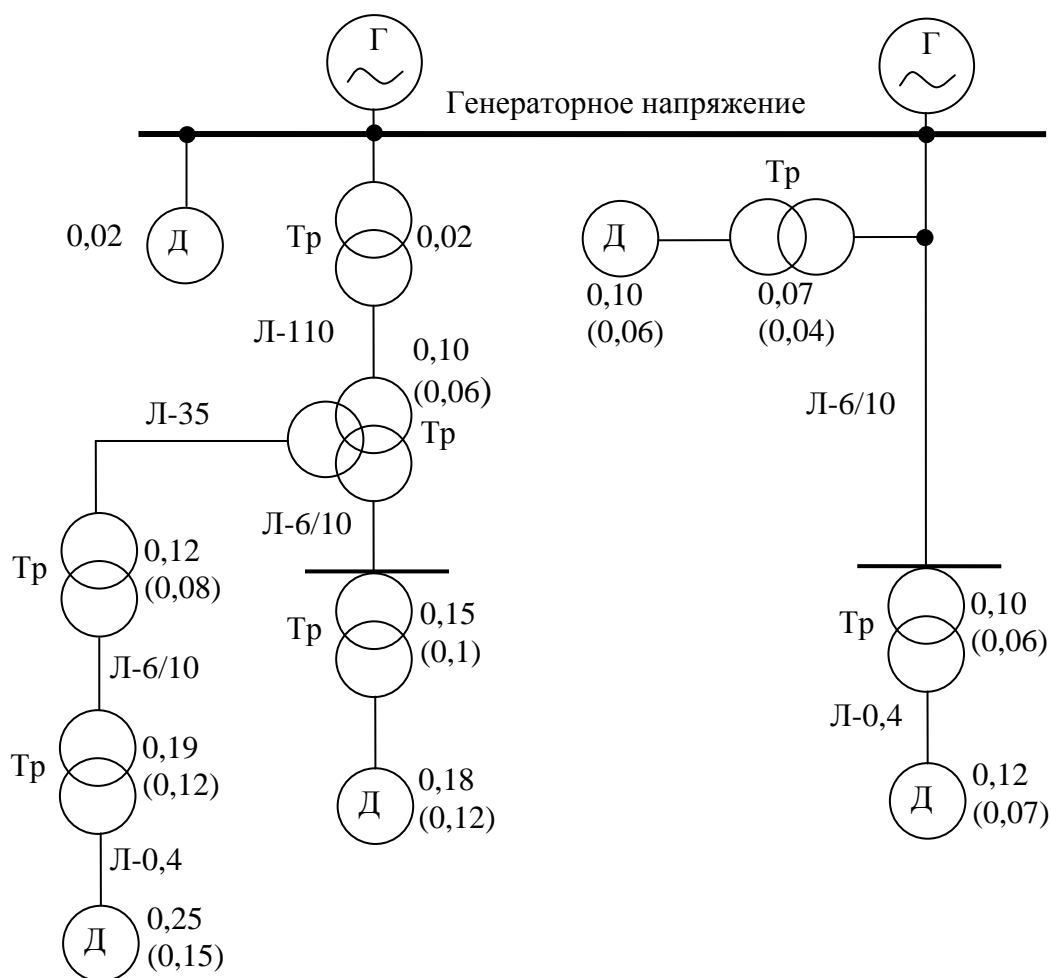 Г
Г
Генераторное напряжение
Тр
Д
0,02
Тр
0,02
Д
0,10
(0,06)
0,07
(0,04)
Л-110
0,10
(0,06)
Л-35
Тр
Л-6/10
Л-6/10
Тр
0,12
(0,08)
Тр
0,15
(0,1)
Тр
0,10
(0,06)
Л-6/10
Л-0,4
Тр
0,19
(0,12)
Д
0,18
(0,12)
Д
0,12
(0,07)
Л-0,4
Д
0,25
(0,15)